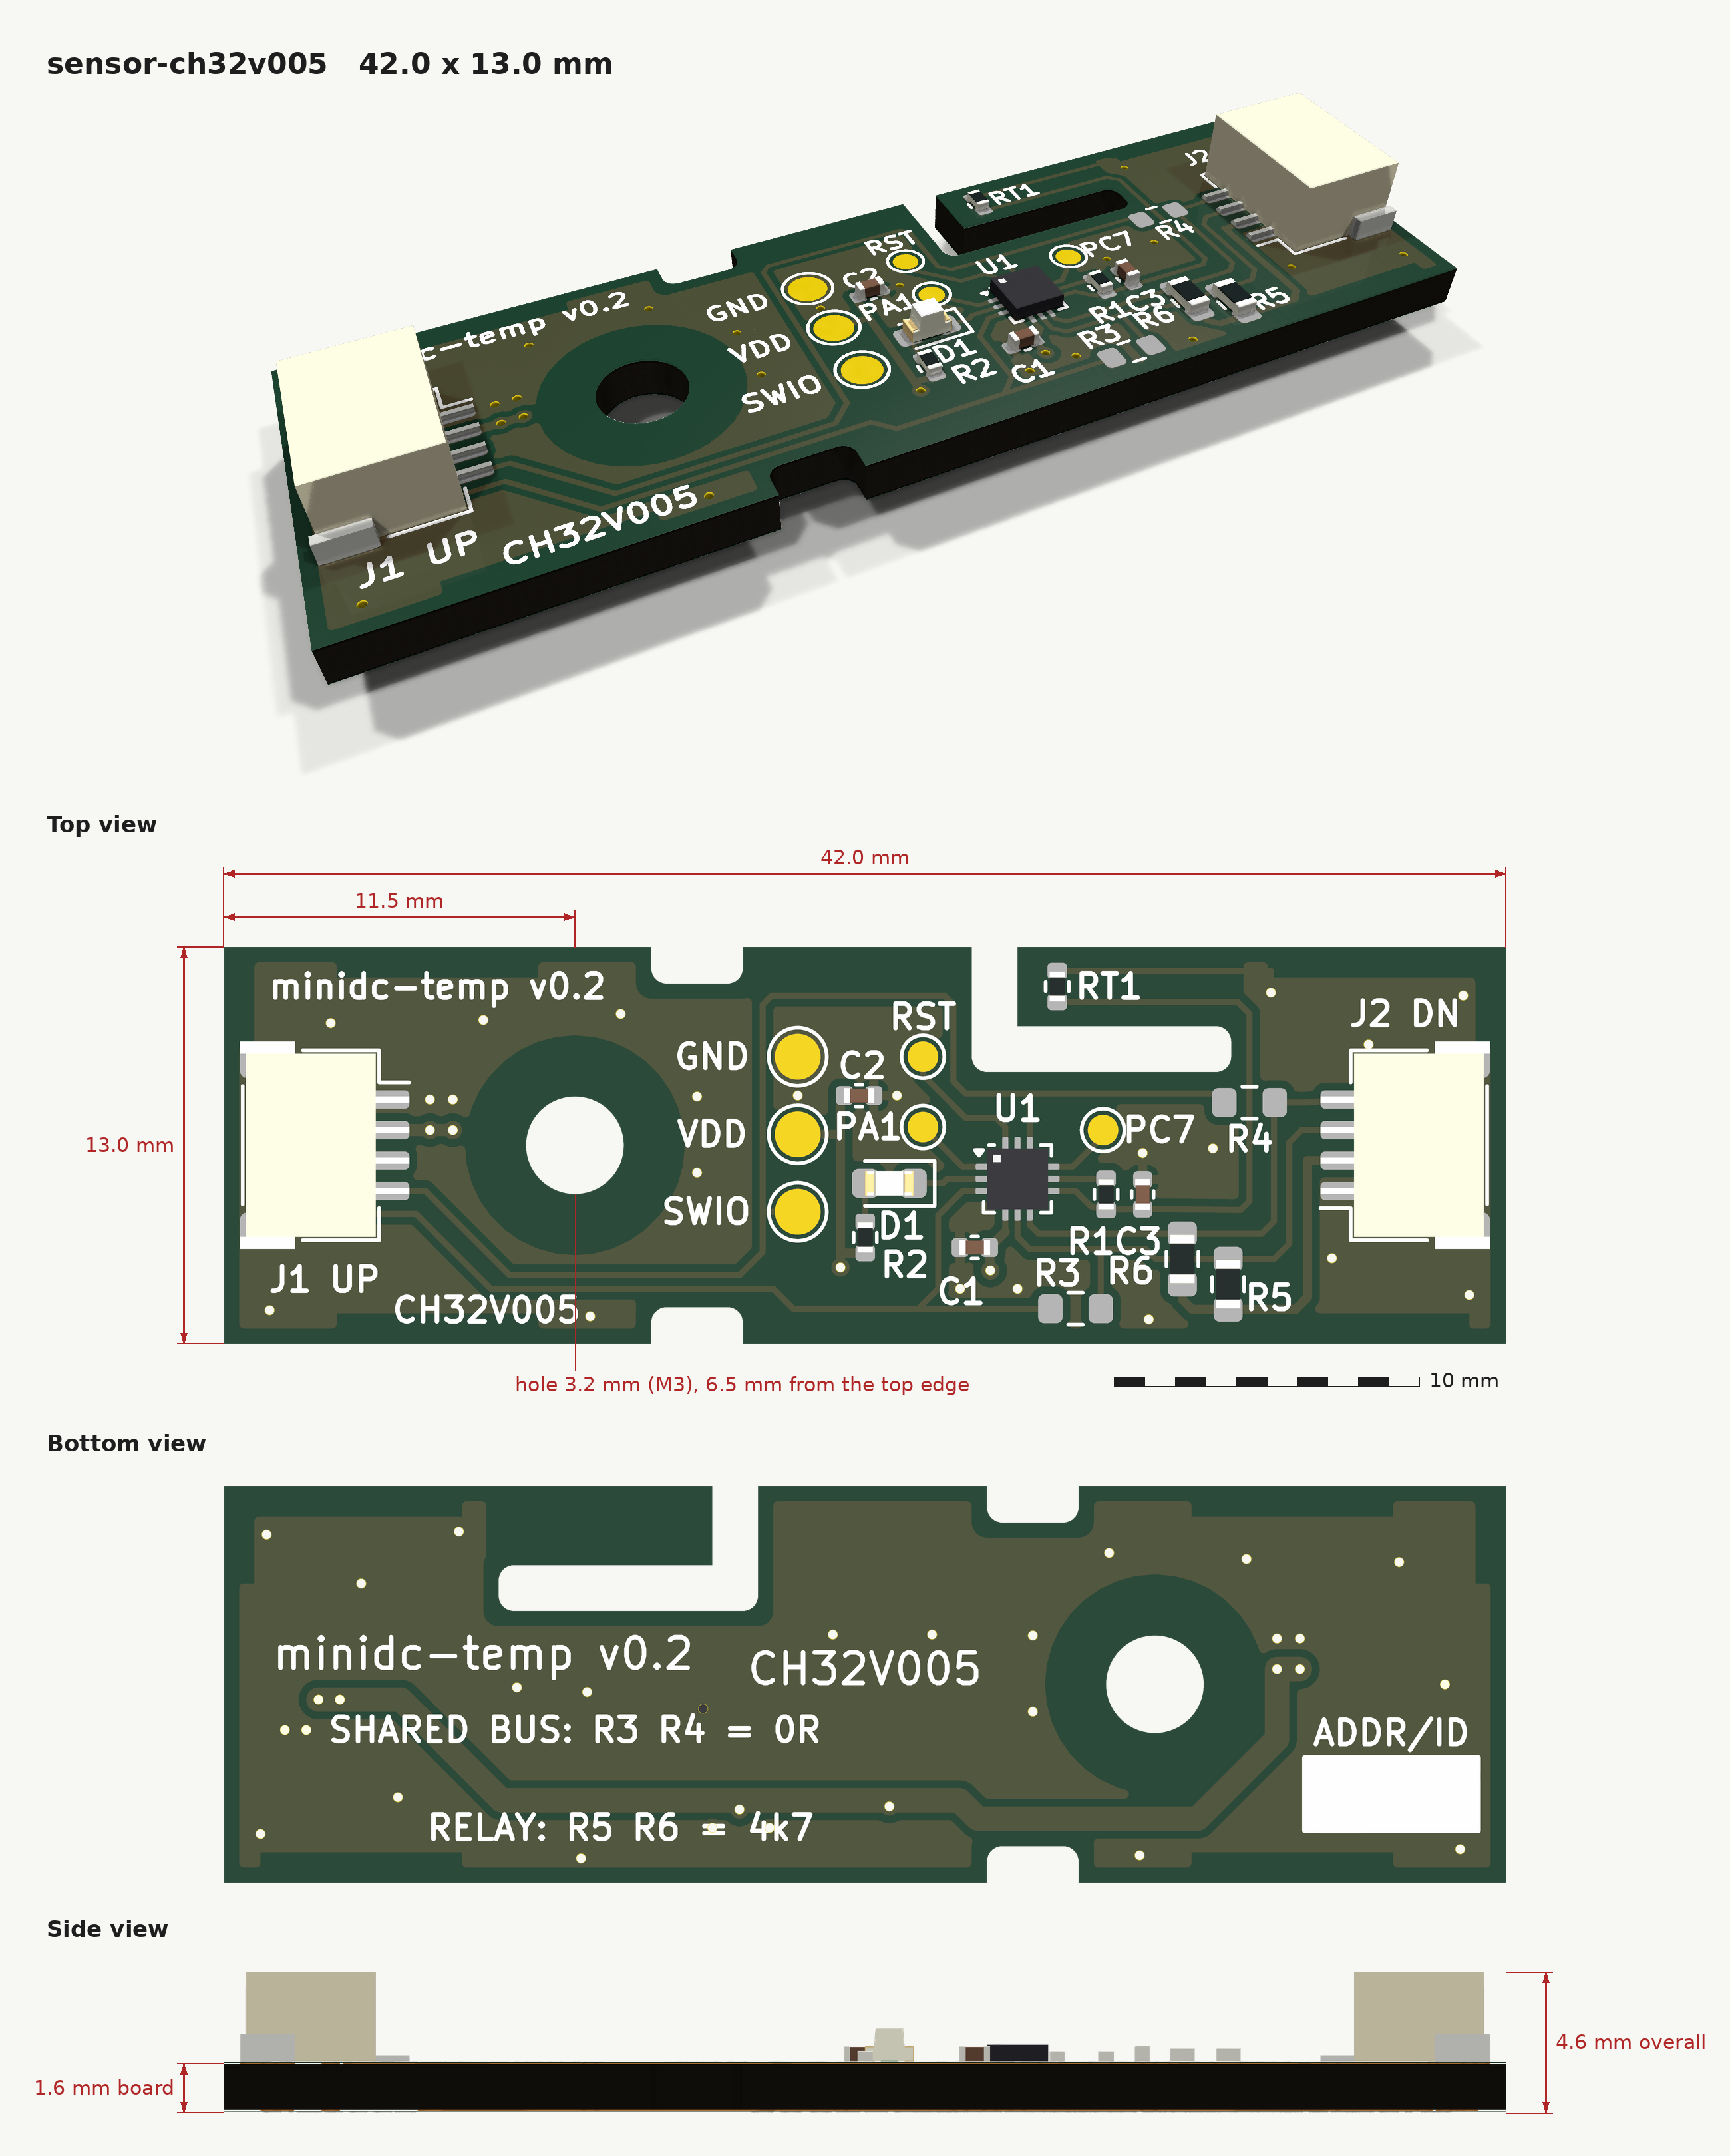 sensor-ch32v005 42.0 x 13.0 mm
J2
RT1
R4
RST
PC7
U1
C2
GND
PA1
R1C3
R5
R6
R3
c-temp v0.2
VDD
D1
R2
C1
SWIO
CH32V005
J1 UP
Top view
42.0 mm
11.5 mm
13.0 mm
minidc-temp v0.2
RT1
J2 DN
RST
GND
C2
U1
VDD
PA1
PC7
R4
SWIO
D1
R1C3
R2
R3
R6
R5
C1
J1 UP
CH32V005
hole 3.2 mm (M3), 6.5 mm from the top edge
10 mm
Bottom view
minidc-temp v0.2
CH32V005
SHARED BUS: R3 R4 = 0R
ADDR/ID
RELAY: R5 R6 = 4k7
Side view
1.6 mm board
4.6 mm overall